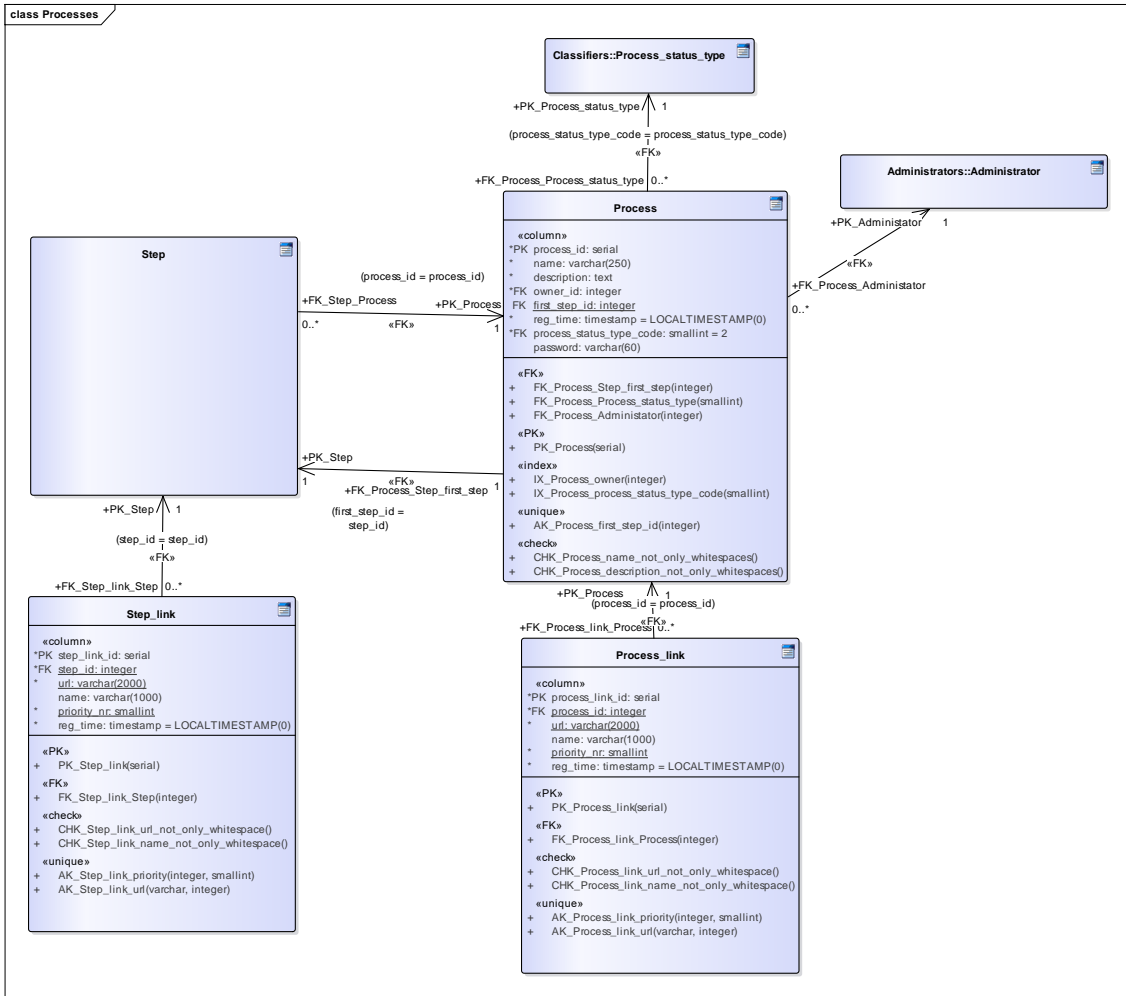 class Processes
Classifiers::Process_status_type
+PK_Process_status_type 1
(process_status_type_code = process_status_type_code)
«FK»
+FK_Process_Process_status_type 0..*
Administrators::Administrator
+PK_Administator 1
«FK»
+FK_Process_Administator
0..*
Process
«column»
*PK process_id: serial
* name: varchar(250)
* description: text
*FK owner_id: integer
FK first_step_id: integer
* reg_time: timestamp = LOCALTIMESTAMP(0)
*FK process_status_type_code: smallint = 2
password: varchar(60)
«FK»
+ FK_Process_Step_first_step(integer)
+ FK_Process_Process_status_type(smallint)
+ FK_Process_Administator(integer)
«PK»
+ PK_Process(serial)
«index»
+ IX_Process_owner(integer)
+ IX_Process_process_status_type_code(smallint)
«unique»
+ AK_Process_first_step_id(integer)
«check»
+ CHK_Process_name_not_only_whitespaces()
+ CHK_Process_description_not_only_whitespaces()
Step
(process_id = process_id)
+FK_Step_Process
+PK_Process
0..*
«FK»
1
+PK_Step
1
«FK»
+FK_Process_Step_first_step
1
(first_step_id =
step_id)
+PK_Step 1
(step_id = step_id)
«FK»
+FK_Step_link_Step 0..*
Step_link
«column»
*PK step_link_id: serial
*FK step_id: integer
* url: varchar(2000)
name: varchar(1000)
* priority_nr: smallint
* reg_time: timestamp = LOCALTIMESTAMP(0)
«PK»
+ PK_Step_link(serial)
«FK»
+ FK_Step_link_Step(integer)
«check»
+ CHK_Step_link_url_not_only_whitespace()
+ CHK_Step_link_name_not_only_whitespace()
«unique»
+ AK_Step_link_priority(integer, smallint)
+ AK_Step_link_url(varchar, integer)
+PK_Process 1
(process_id = process_id)
«FK»
+FK_Process_link_Process 0..*
Process_link
«column»
*PK process_link_id: serial
*FK process_id: integer
* url: varchar(2000)
name: varchar(1000)
* priority_nr: smallint
* reg_time: timestamp = LOCALTIMESTAMP(0)
«PK»
+ PK_Process_link(serial)
«FK»
+ FK_Process_link_Process(integer)
«check»
+ CHK_Process_link_url_not_only_whitespace()
+ CHK_Process_link_name_not_only_whitespace()
«unique»
+ AK_Process_link_priority(integer, smallint)
+ AK_Process_link_url(varchar, integer)